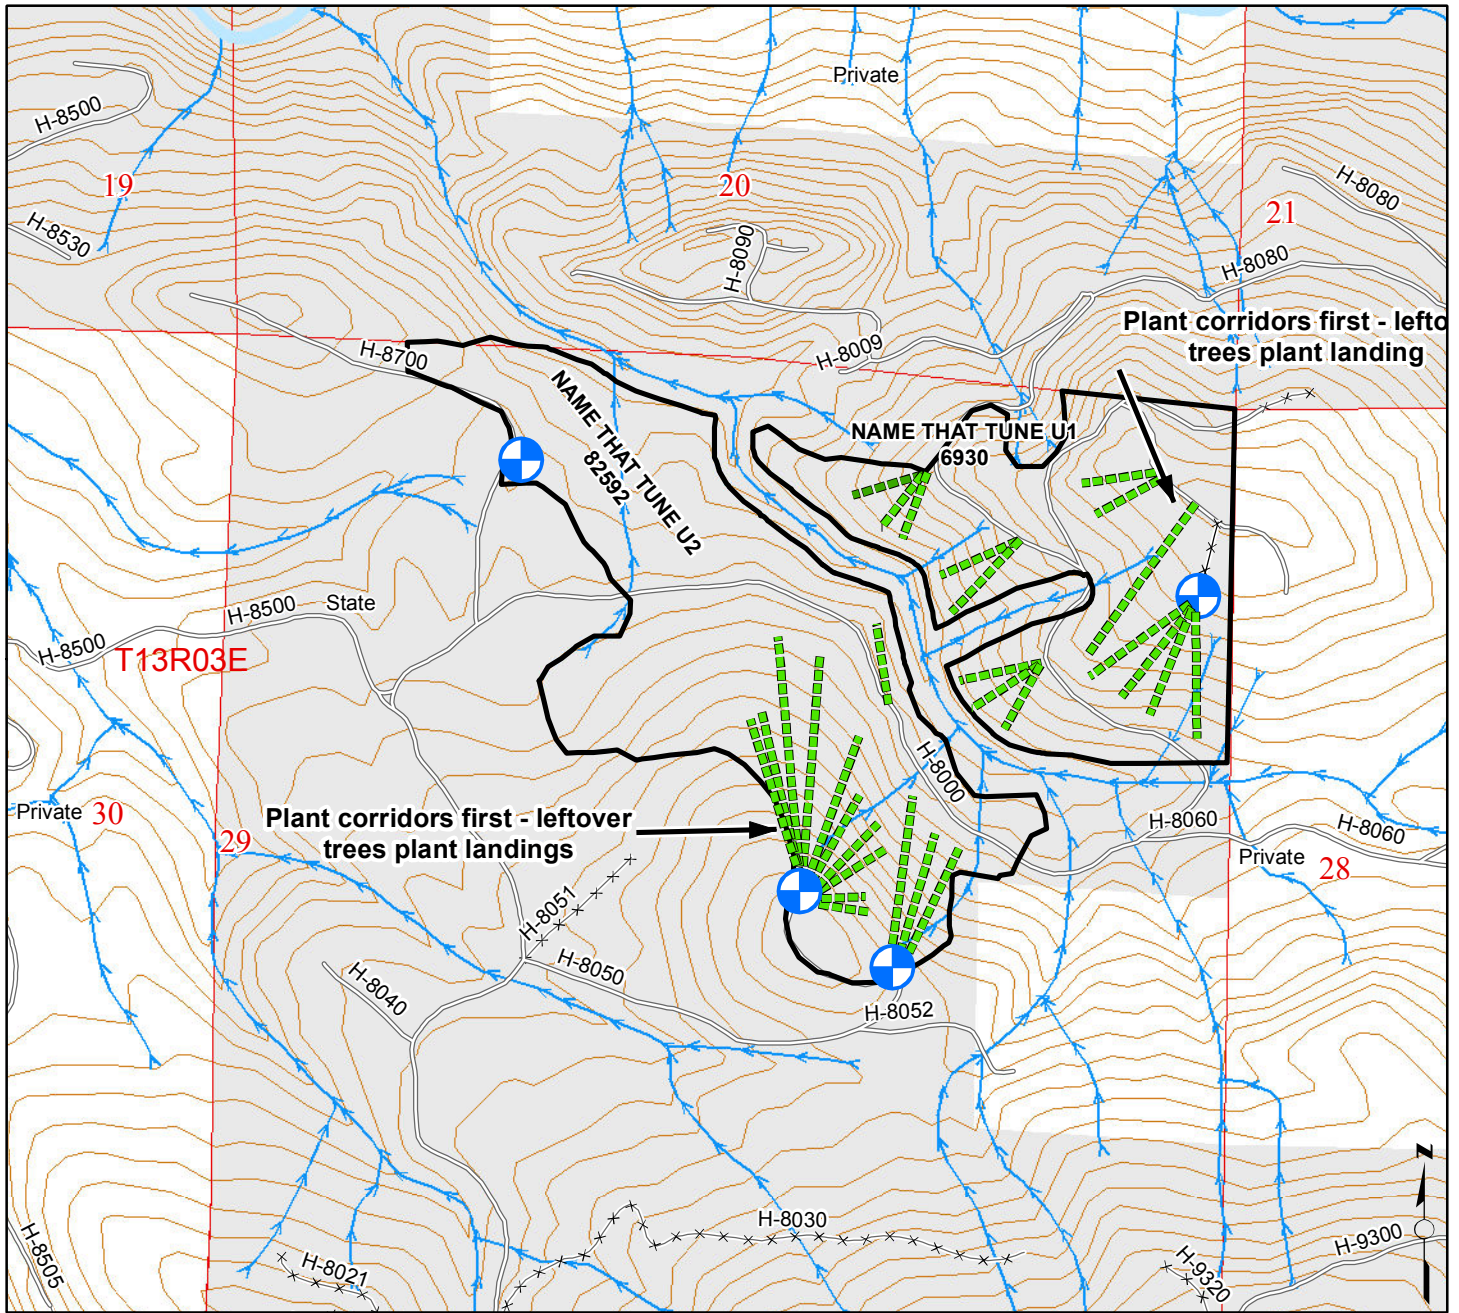 Private
H-8500
19
20
H-8080
21
H-8530
H-8090
H-8080
Plant corridors first - lefto
trees plant landing
H-8700
H-8009
NAME THAT TUNE U1
6930
NAME THAT TUNE U2
82592
H-8500
State
H-8500
T13R03E
H-8000
Private
30
29
Plant corridors first - leftover
trees plant landings
H-8060
H-8060
Private
28
H-8051
H-8050
H-8040
H-8052
N
H-8030
H-8021
H-8505
H-9300
H-9320